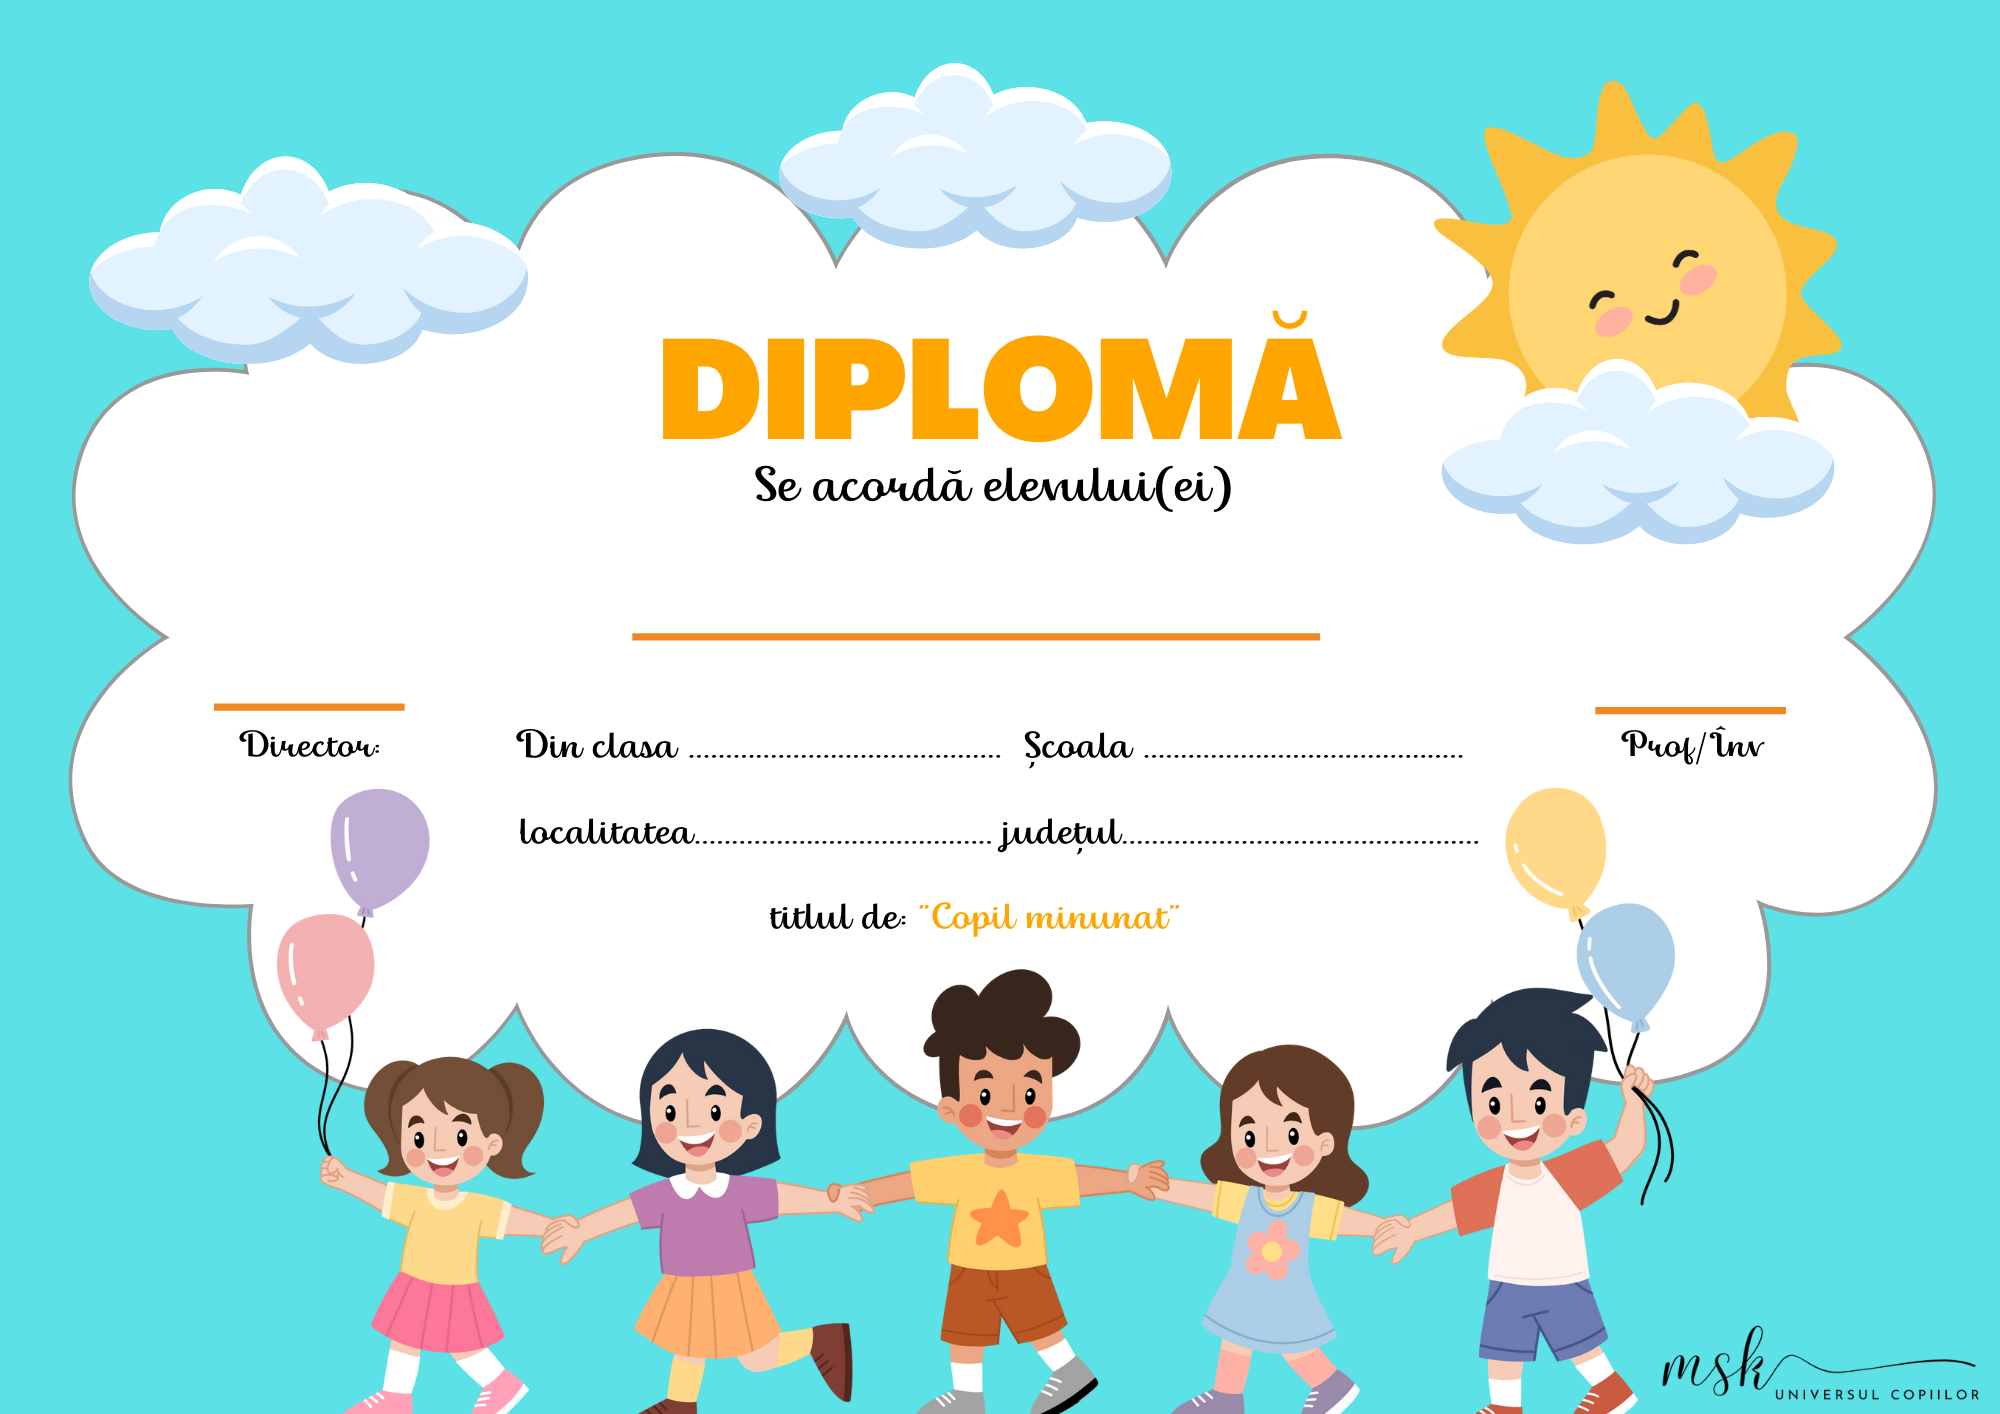 DIPLOMĂ
Se acordă elevului(ei)
Director:
Din clasa .......................................... Școala ...........................................
Prof/Înv
localitatea........................................ județul................................................
titlul de: "Copil minunat"
msk
UNIVERSUL COPIILOR